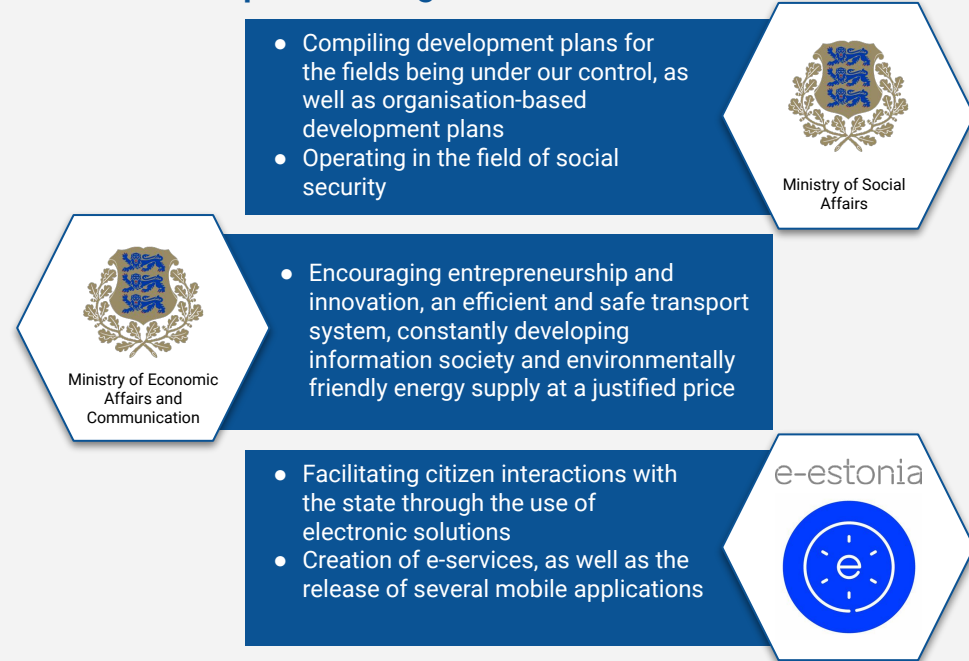 ● Compiling development plans for
the fields being under our control, as
well as organisation-based
development plans
● Operating in the field of social
security
Ministry of Social
Affairs
● Encouraging entrepreneurship and
innovation, an efficient and safe transport
system, constantly developing
information society and environmentally
friendly energy supply at a justified price
Ministry of Economic
Affairs and
Communication
● Facilitating citizen interactions with
the state through the use of
electronic solutions
● Creation of e-services, as well as the
release of several mobile applications
e-estonia
e